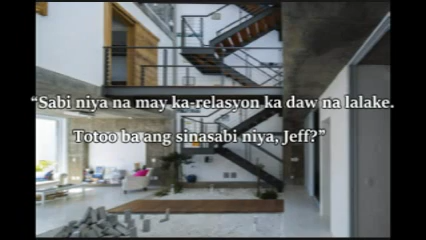 “Sabi niya na may ka-relasyon ka daw na lalake.
Totoo ba ang sinasabi niya, Jeff?”